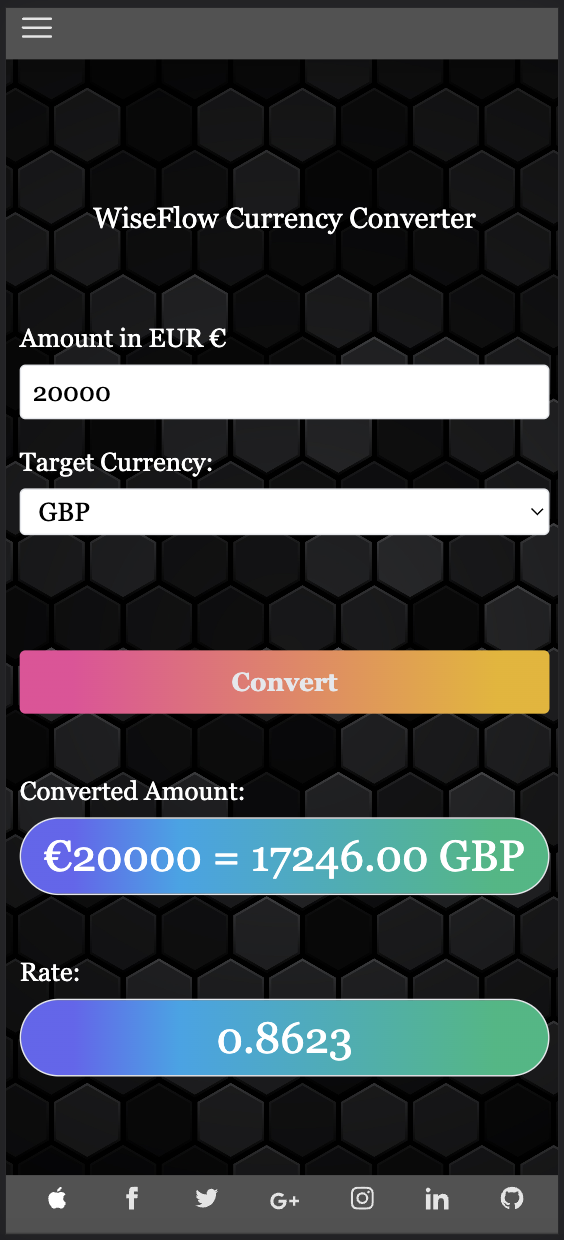 WiseFlow Currency Converter
Amount in EUR €
20000
Target Currency:
GBP
Convert
Converted Amount:
€20000 = 17246.00 GBP
Rate:
0.8623